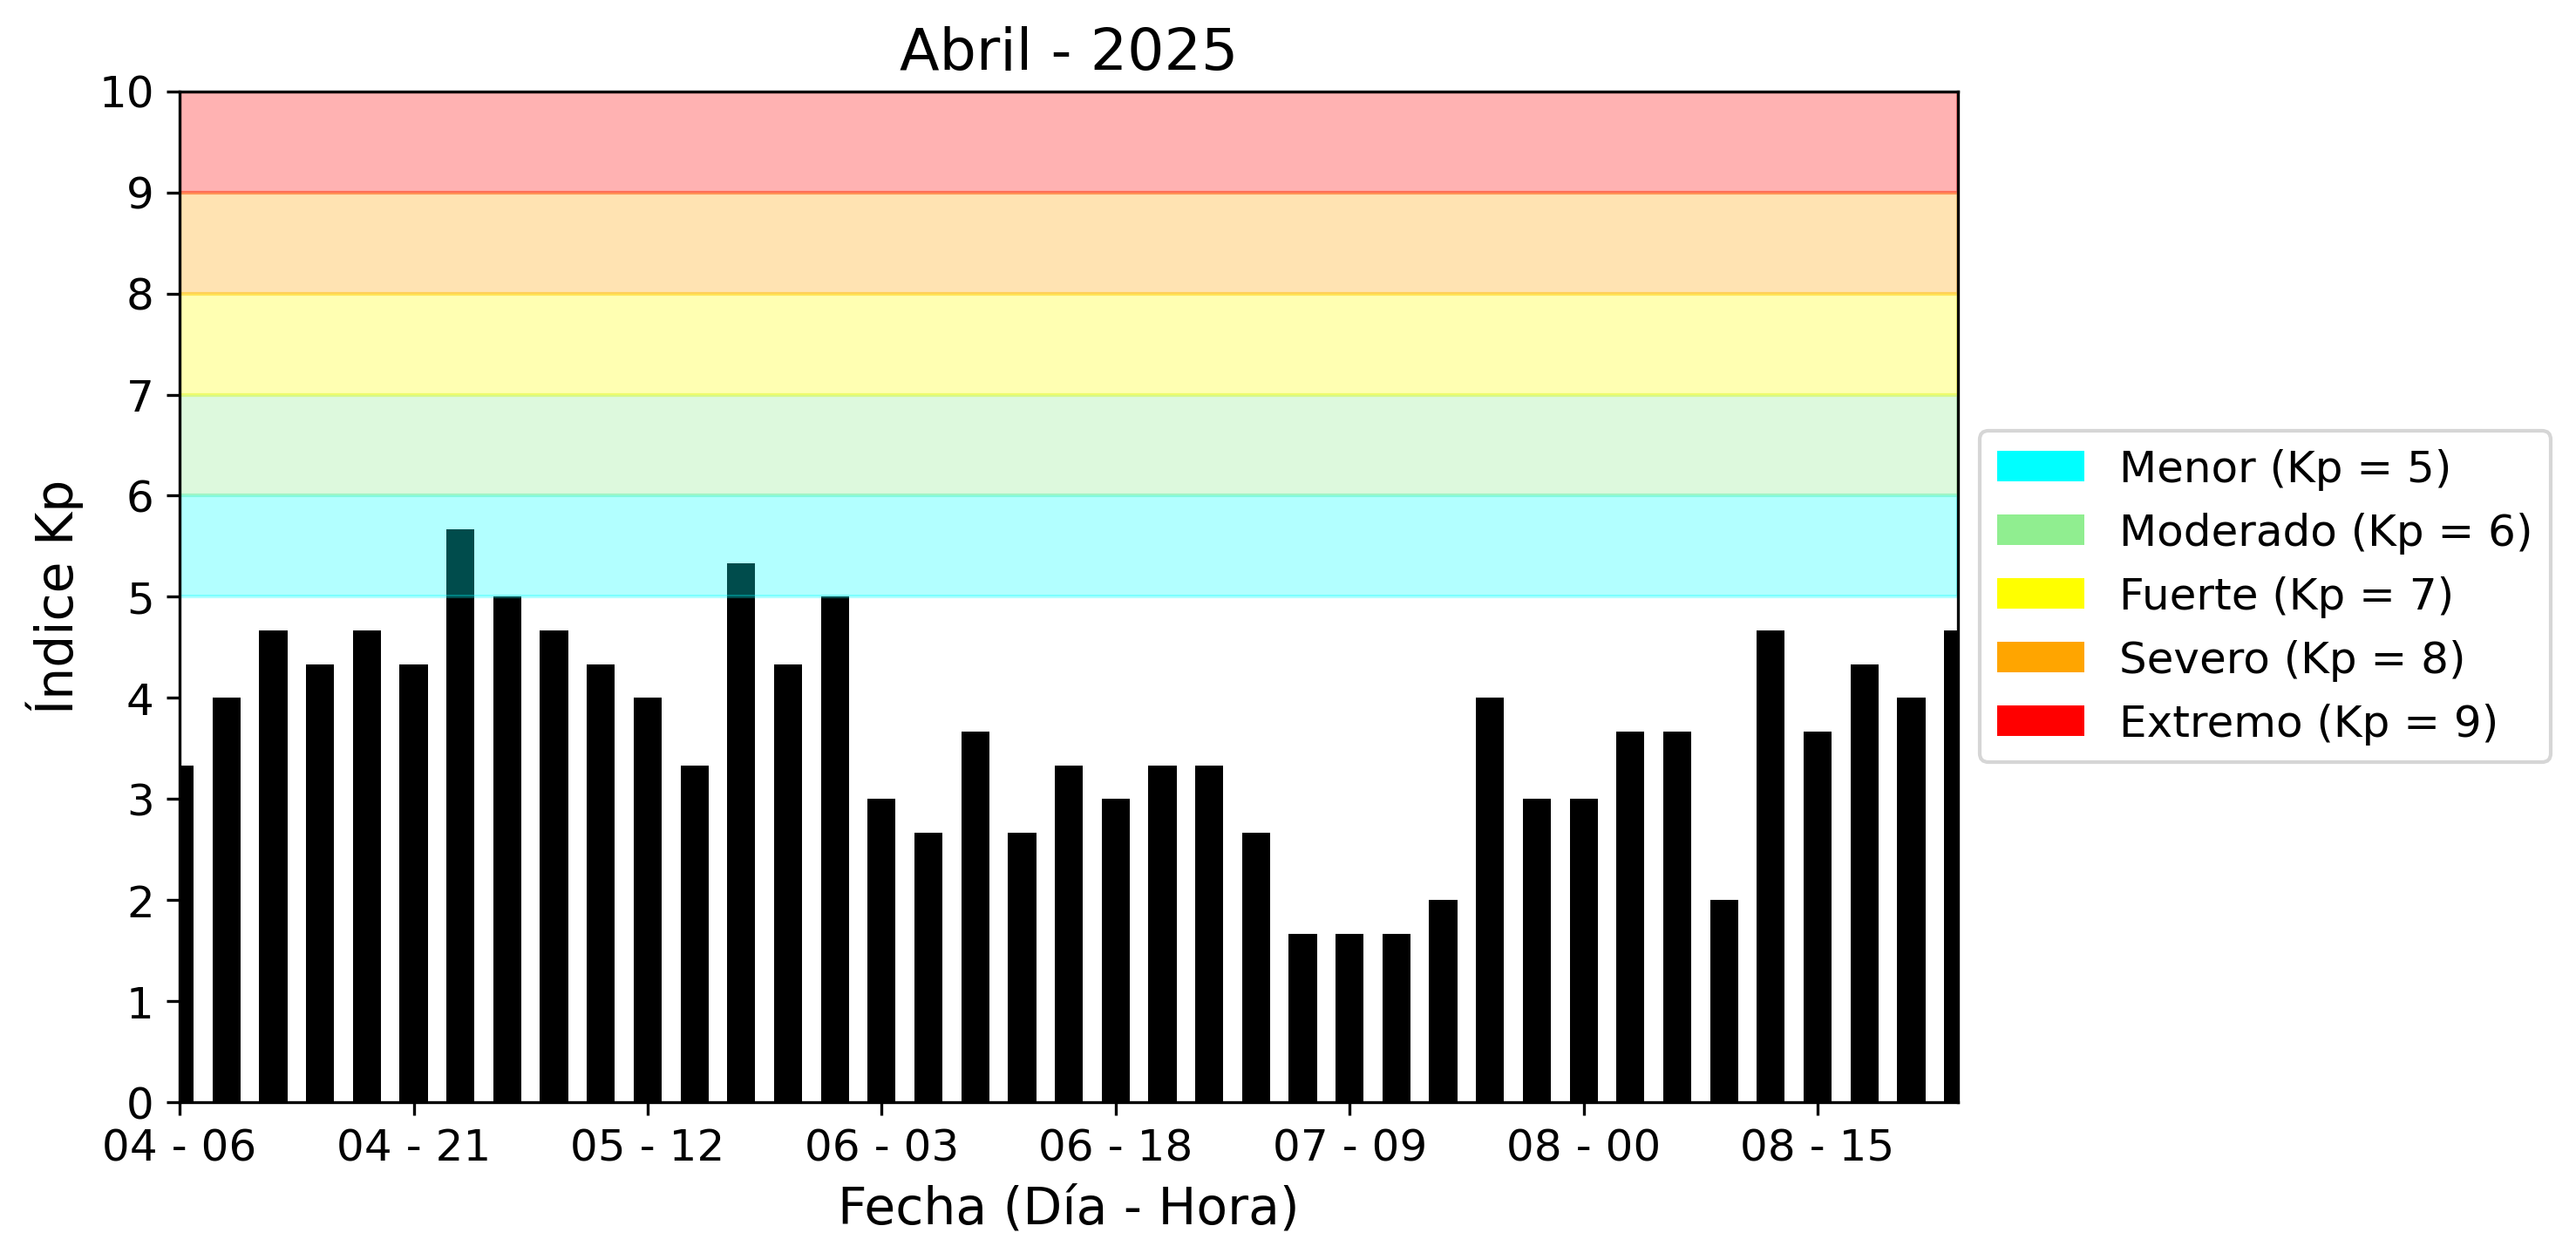 Abril - 2025
10
9
8
7
6
5
4
3
2
1
0
Índice Kp
04 - 06
04 - 21
05 - 12
06 - 03
06 - 18
07 - 09
08 - 00
08 - 15
Fecha (Día - Hora)
Menor (Kp = 5)
Moderado (Kp = 6)
Fuerte (Kp = 7)
Severo (Kp = 8)
Extremo (Kp = 9)